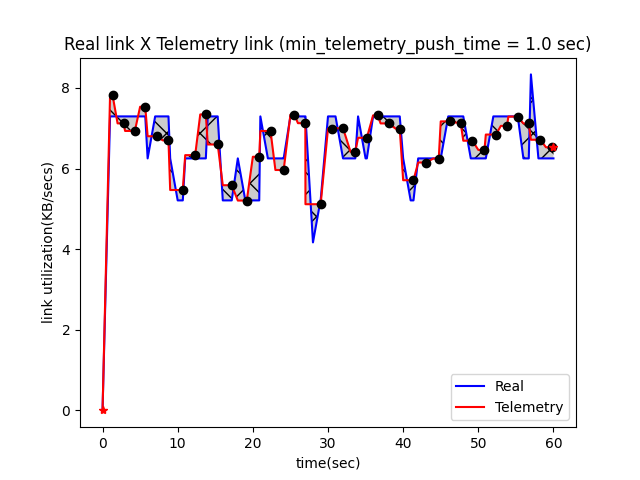 Real link X Telemetry link (min_telemetry_push_time = 1.0 sec)
link utilization(KB/secs)
8
6
4
2
0
0 10 20 30 40 50 60
time(sec)
Real
Telemetry